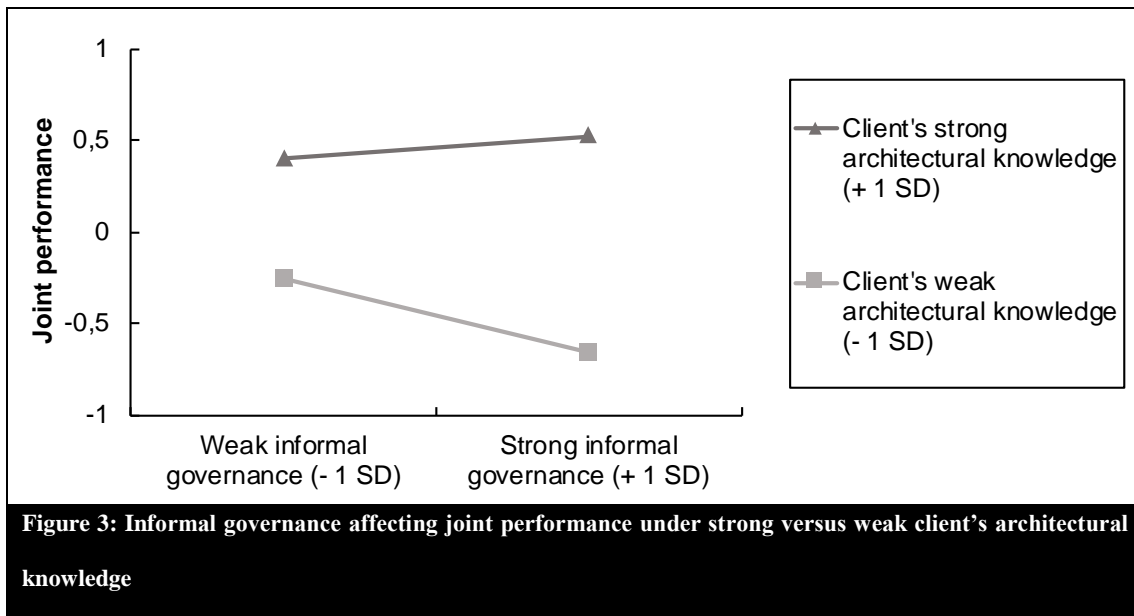 1
0,5
0
-0,5
-1
Joint performance
Weak informal
governance (- 1 SD)
Strong informal
governance (+ 1 SD)
Client's strong
architectural knowledge
(+ 1 SD)
Client's weak
architectural knowledge
(- 1 SD)
Figure 3: Informal governance affecting joint performance under strong versus weak client’s architectural
knowledge